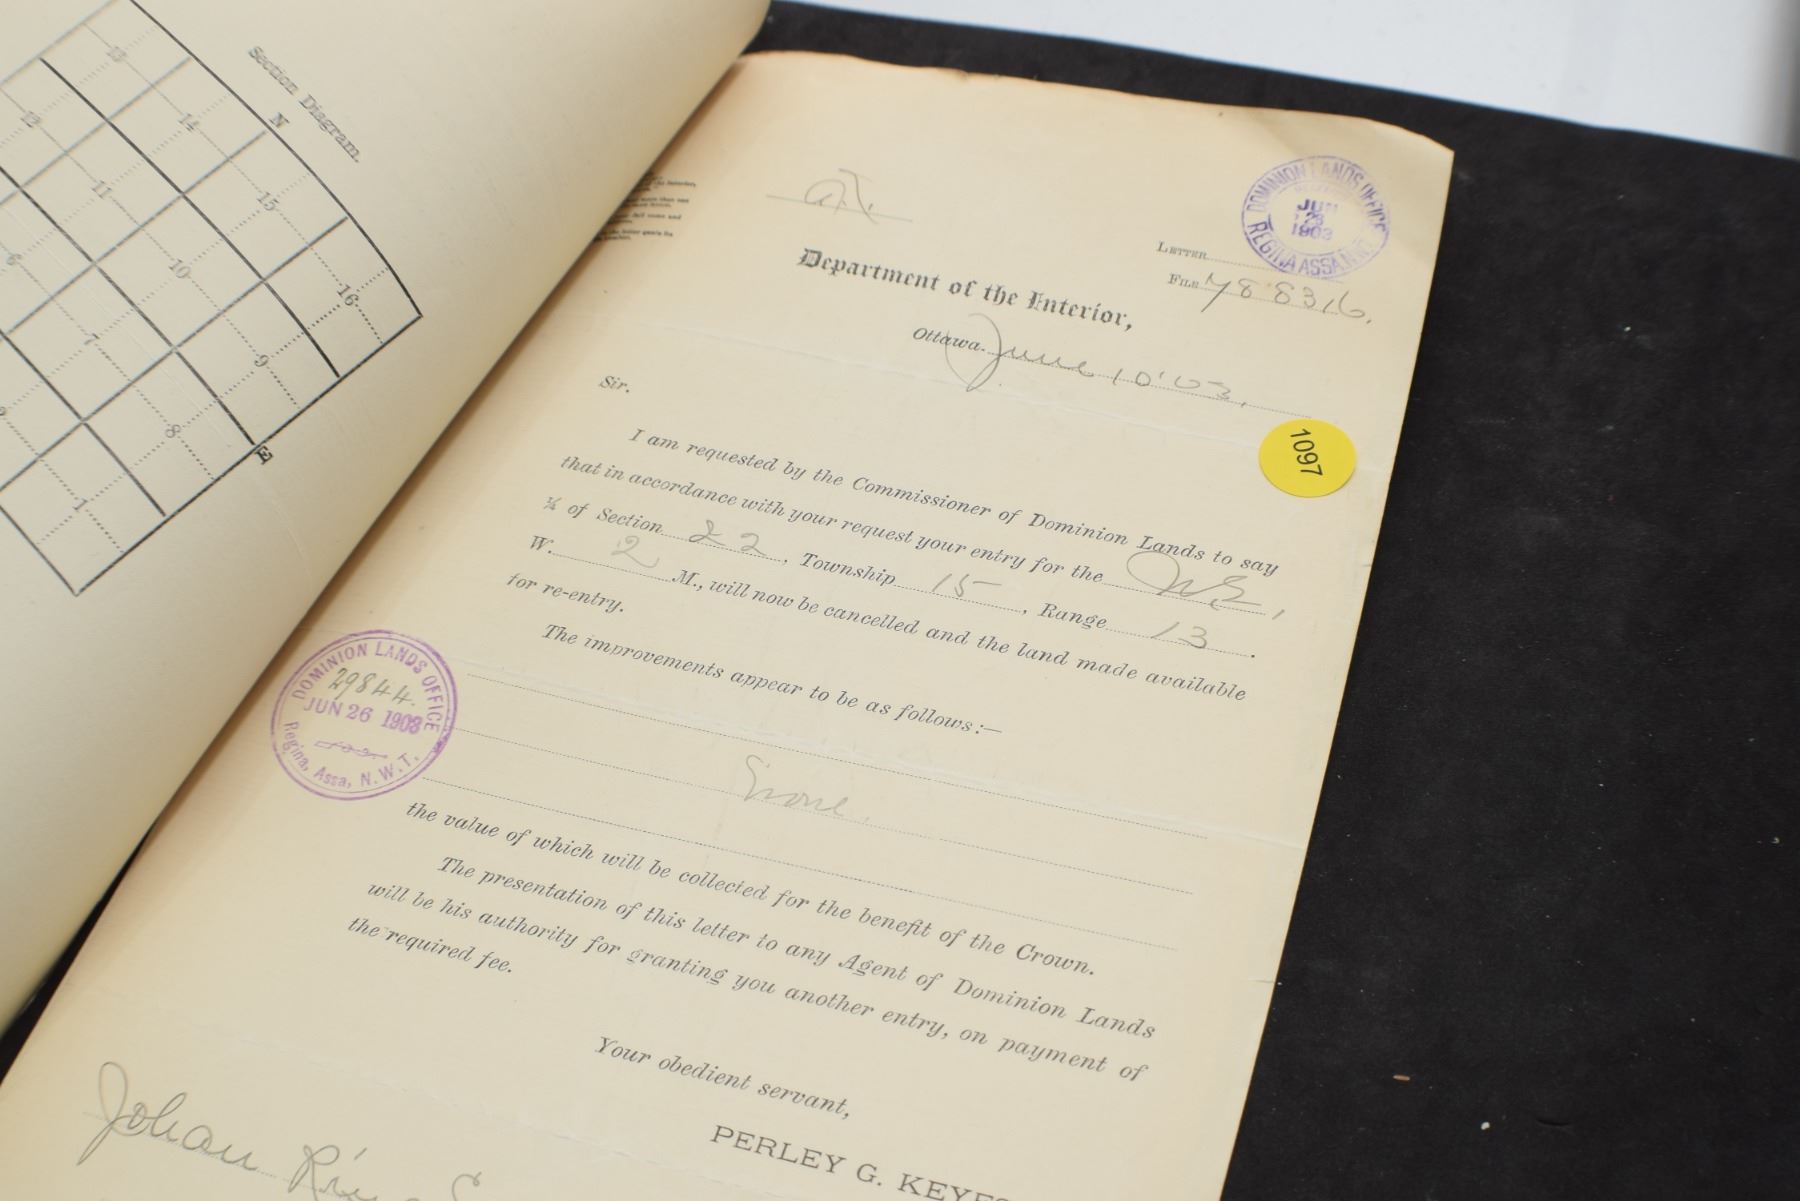 Section Diagram.
N
13
12
14
11
15
6
10
16
7
9
8
E
1
DOMINION LANDS OFFICE
JUN
26
1903
REGINA ASSA. N.W.T.
LETTER
FILE 788316.
Department of the Interior,
Ottawa. June 10 '03,
Sir.
1097
I am requested by the Commissioner of Dominion Lands to say
that in accordance with your request your entry for the N.E,
¼ of Section 22, Township 15, Range 13.
W. 2 M., will now be cancelled and the land made available
for re-entry.
The improvements appear to be as follows:—
DOMINION LANDS OFFICE
29844.
JUN 26 1903
Regina, Assa, N.W.T.
the value of which will be collected for the benefit of the Crown.
The presentation of this letter to any Agent of Dominion Lands
will be his authority for granting you another entry, on payment of
the required fee.
Your obedient servant,
PERLEY G. KEYES
Johan